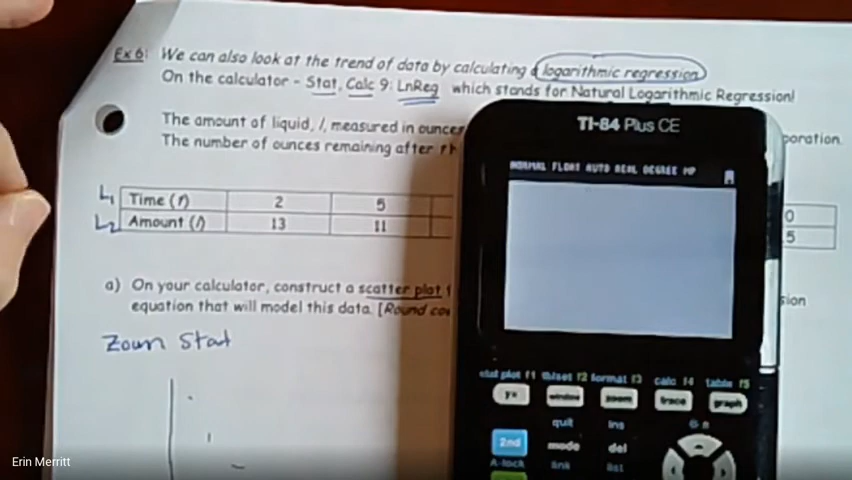 Ex 6: We can also look at the trend of data by calculating a logarithmic regression
On the calculator - Stat, Calc 9: LnReg which stands for Natural Logarithmic Regression!
The amount of liquid, l, measured in ounces
poration.
The number of ounces remaining after t h
L1 Time (t) 2 5 0
L2 Amount (l) 13 11 5
a) On your calculator, construct a scatter plot
sion
equation that will model this data. [Round
Zoom Stat
TI-84 Plus CE
NORMAL FLOAT AUTO REAL DEGREE MP
stat plot f1 tblset f2 format f3 calc f4 table f5
y= window zoom trace graph
quit ins
2nd mode del
A-lock link list
Erin Merritt